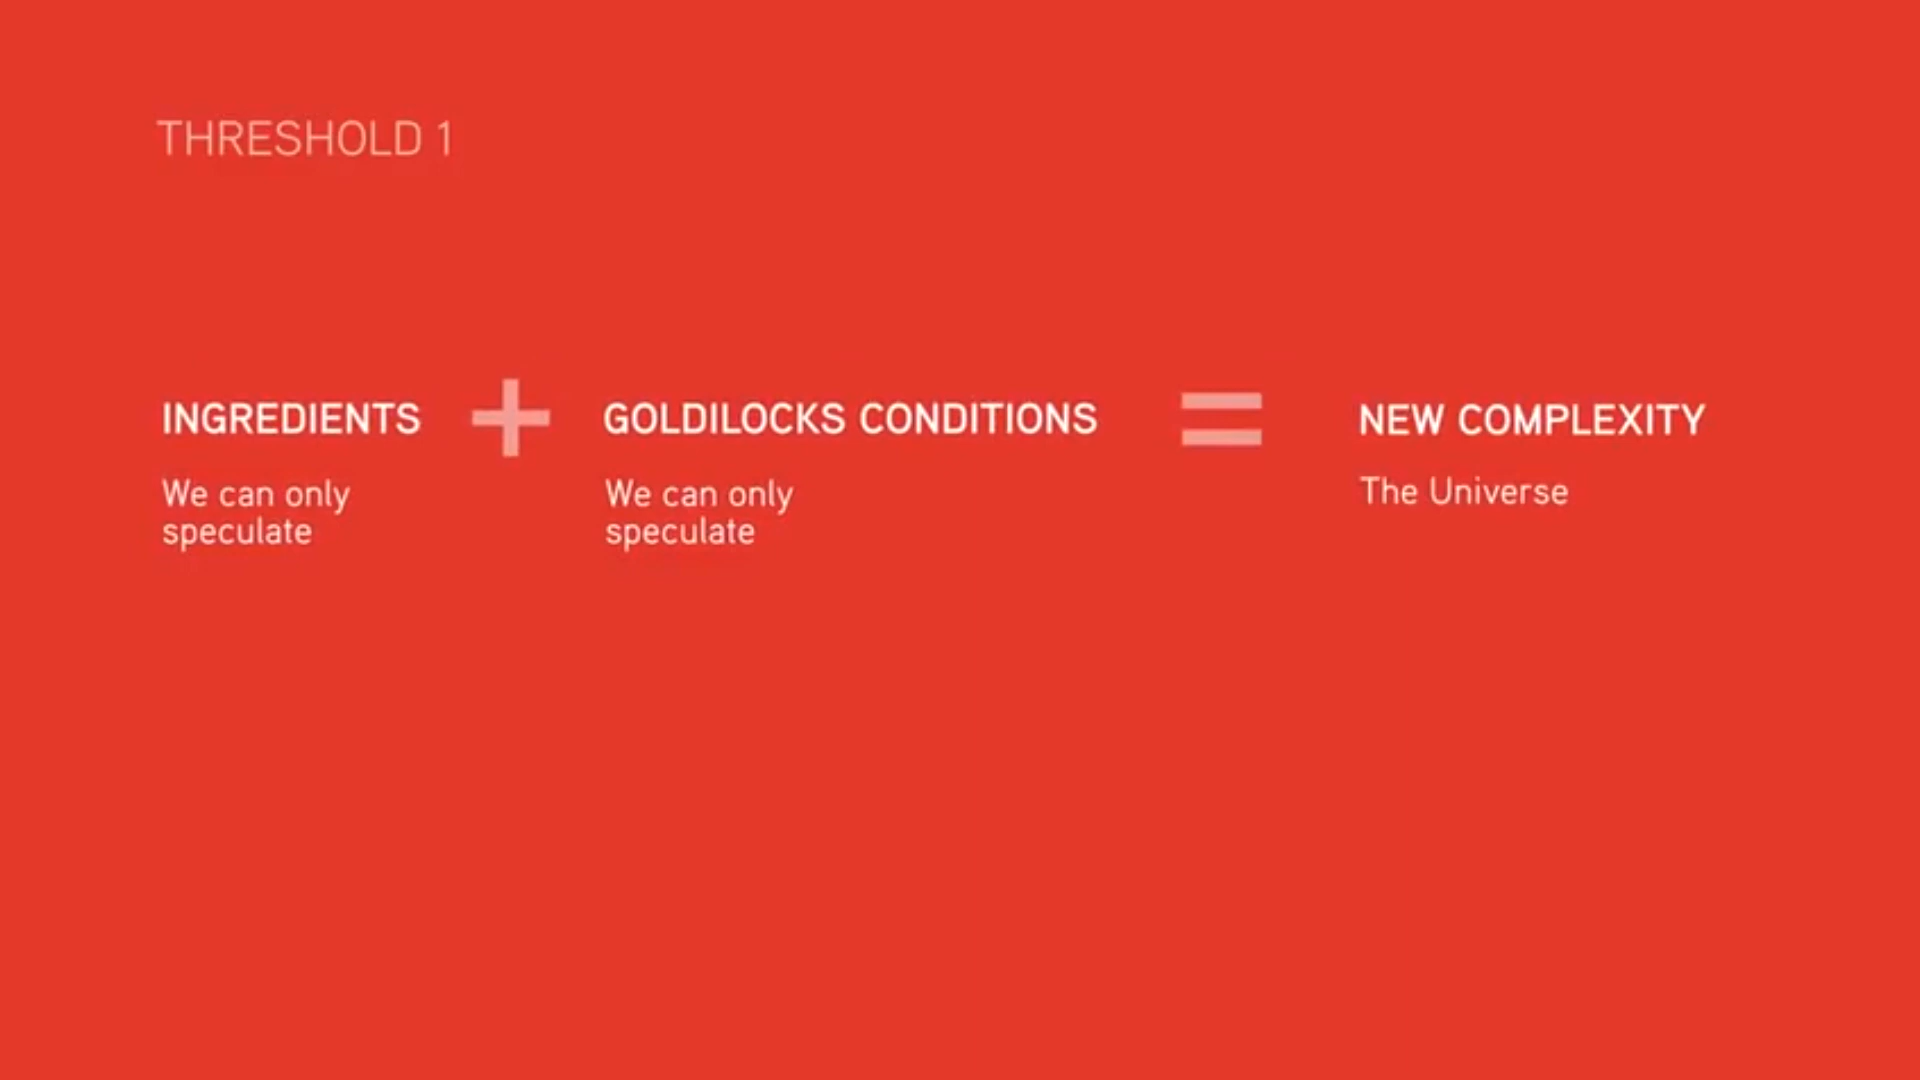 THRESHOLD 1
INGREDIENTS + GOLDILOCKS CONDITIONS = NEW COMPLEXITY
We can only
speculate
We can only
speculate
The Universe